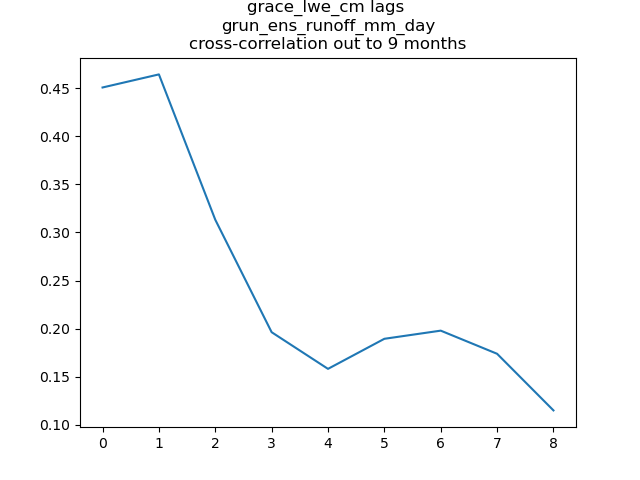 grace_lwe_cm lags
grun_ens_runoff_mm_day
cross-correlation out to 9 months
0.45
0.40
0.35
0.30
0.25
0.20
0.15
0.10
0 1 2 3 4 5 6 7 8